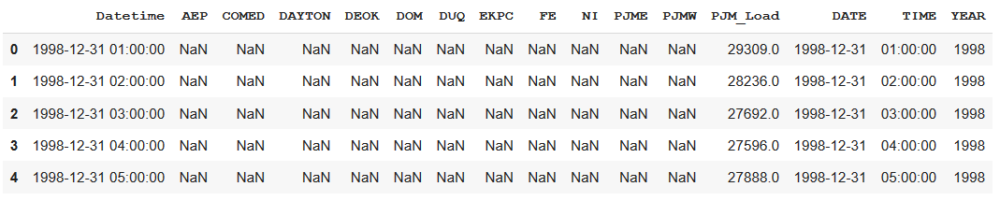 Datetime AEP COMED DAYTON DEOK DOM DUQ EKPC FE NI PJME PJMW PJM_Load DATE TIME YEAR
0 1998-12-31 01:00:00 NaN NaN NaN NaN NaN NaN NaN NaN NaN NaN NaN 29309.0 1998-12-31 01:00:00 1998
1 1998-12-31 02:00:00 NaN NaN NaN NaN NaN NaN NaN NaN NaN NaN NaN 28236.0 1998-12-31 02:00:00 1998
2 1998-12-31 03:00:00 NaN NaN NaN NaN NaN NaN NaN NaN NaN NaN NaN 27692.0 1998-12-31 03:00:00 1998
3 1998-12-31 04:00:00 NaN NaN NaN NaN NaN NaN NaN NaN NaN NaN NaN 27596.0 1998-12-31 04:00:00 1998
4 1998-12-31 05:00:00 NaN NaN NaN NaN NaN NaN NaN NaN NaN NaN NaN 27888.0 1998-12-31 05:00:00 1998